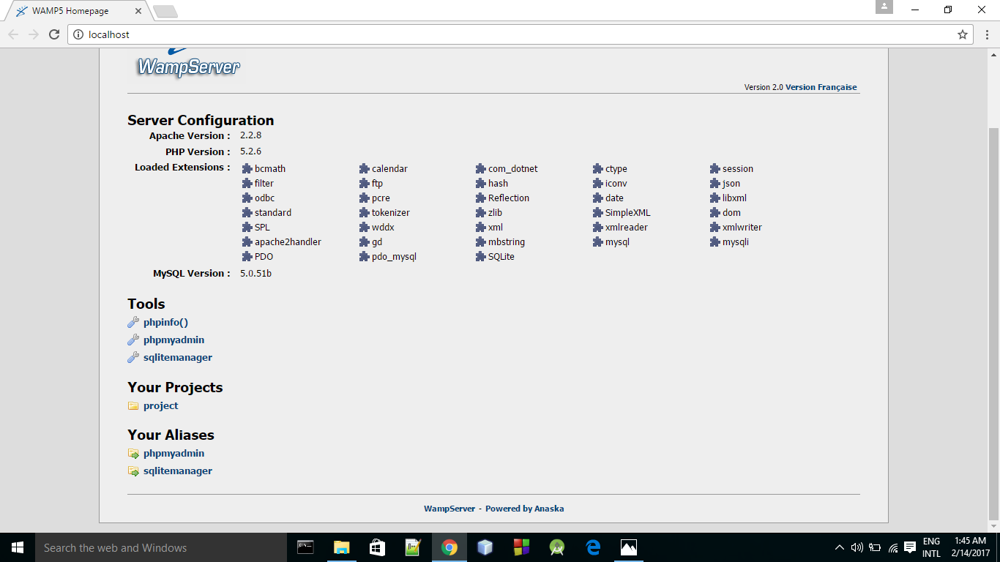 WAMP5 Homepage
localhost
WampServer
Version 2.0 Version Française
Server Configuration
Apache Version : 2.2.8
PHP Version : 5.2.6
Loaded Extensions : bcmath calendar com_dotnet ctype session
filter ftp hash iconv json
odbc pcre Reflection date libxml
standard tokenizer zlib SimpleXML dom
SPL wddx xml xmlreader xmlwriter
apache2handler gd mbstring mysql mysqli
PDO pdo_mysql SQLite
MySQL Version : 5.0.51b
Tools
phpinfo()
phpmyadmin
sqlitemanager
Your Projects
project
Your Aliases
phpmyadmin
sqlitemanager
WampServer - Powered by Anaska
Search the web and Windows
ENG 1:45 AM
INTL 2/14/2017